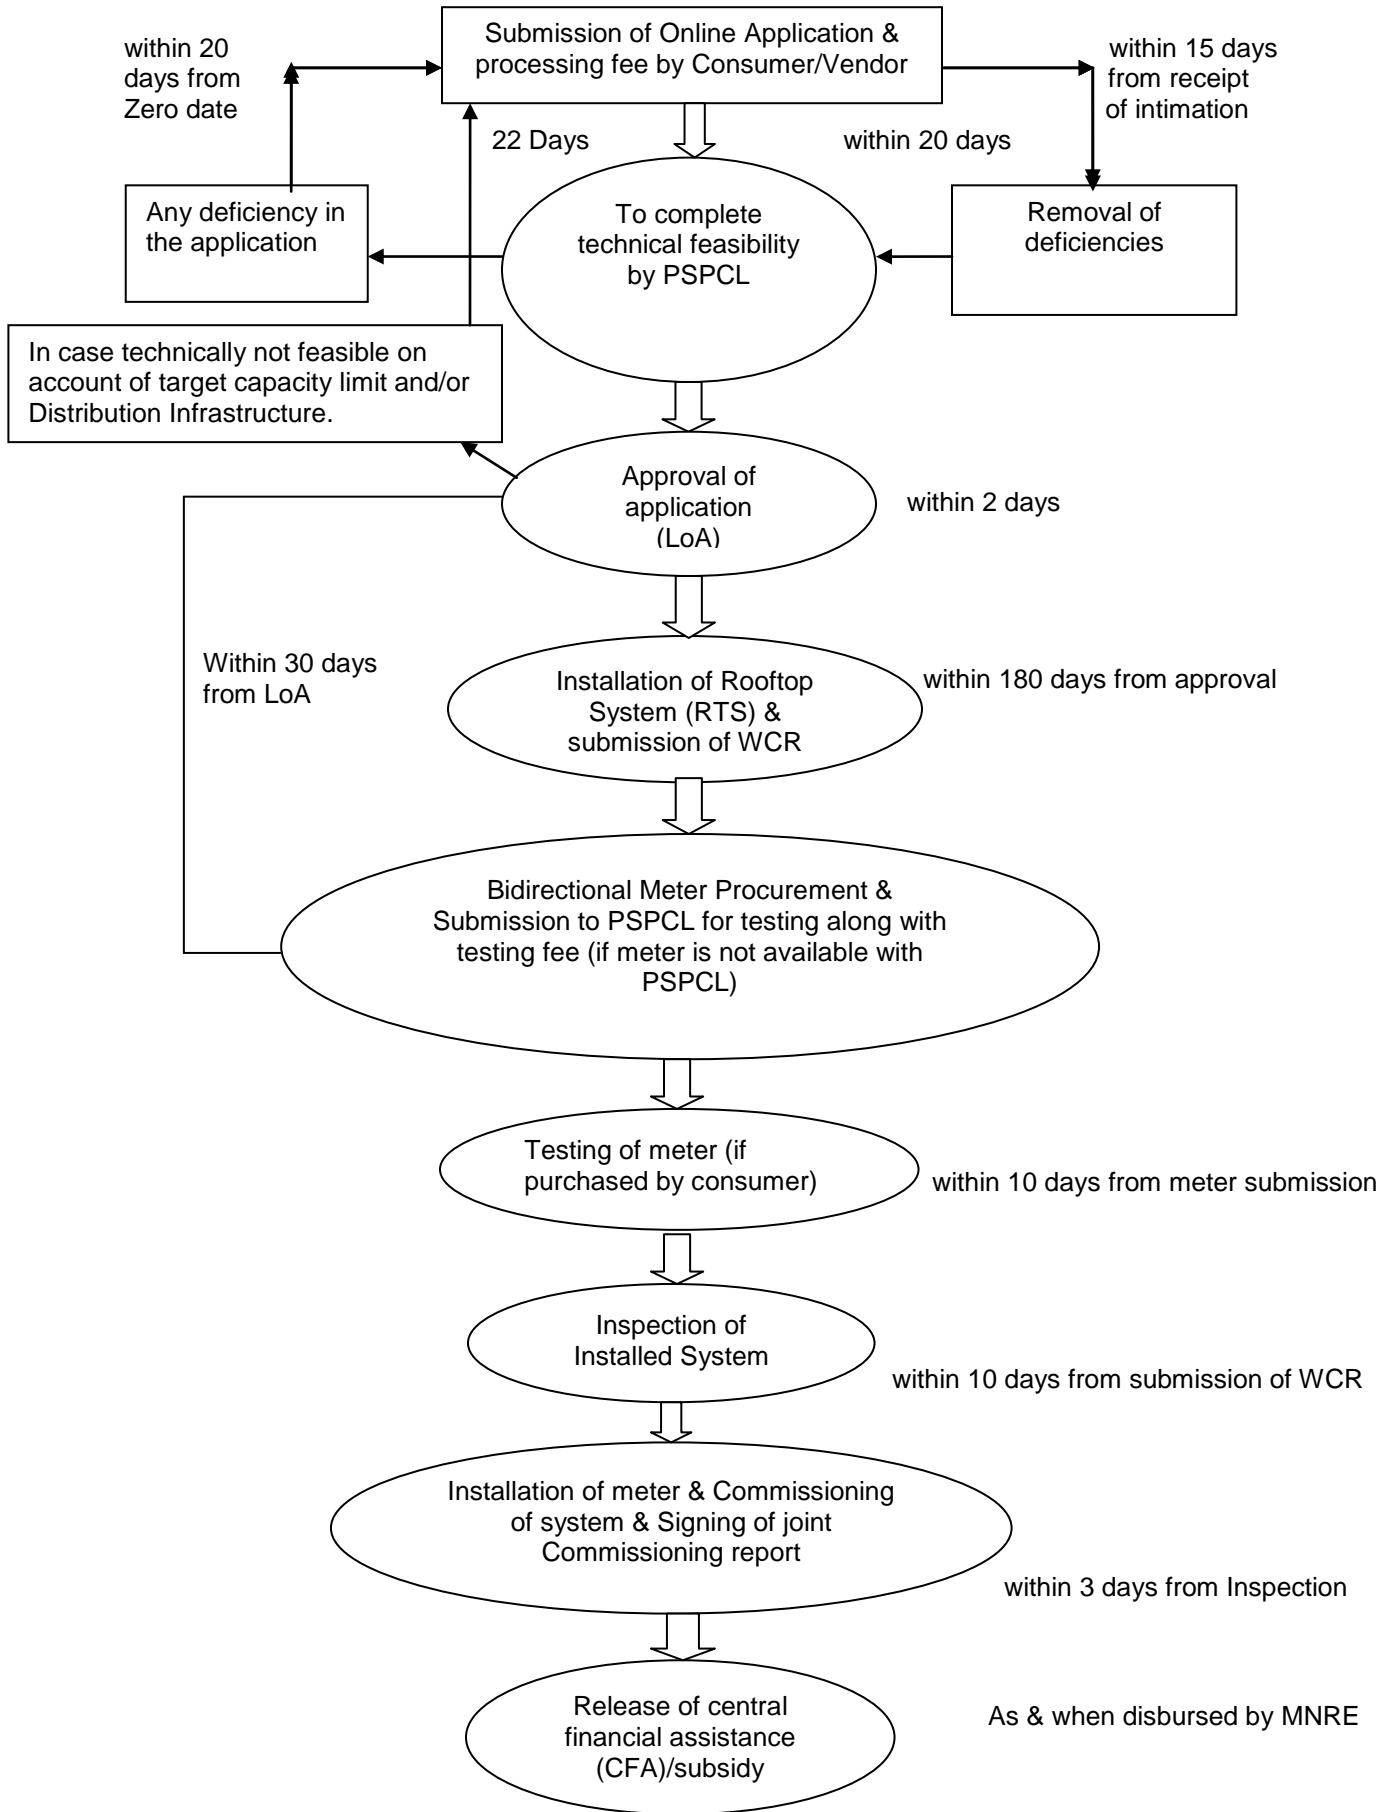 within 20
days from
Zero date
Submission of Online Application &
processing fee by Consumer/Vendor
within 15 days
from receipt
of intimation
22 Days
within 20 days
Any deficiency in
the application
To complete
technical feasibility
by PSPCL
Removal of
deficiencies
In case technically not feasible on
account of target capacity limit and/or
Distribution Infrastructure.
Approval of
application
(LoA)
within 2 days
Within 30 days
from LoA
Installation of Rooftop
System (RTS) &
submission of WCR
within 180 days from approval
Bidirectional Meter Procurement &
Submission to PSPCL for testing along with
testing fee (if meter is not available with
PSPCL)
Testing of meter (if
purchased by consumer)
within 10 days from meter submission
Inspection of
Installed System
within 10 days from submission of WCR
Installation of meter & Commissioning
of system & Signing of joint
Commissioning report
within 3 days from Inspection
Release of central
financial assistance
(CFA)/subsidy
As & when disbursed by MNRE